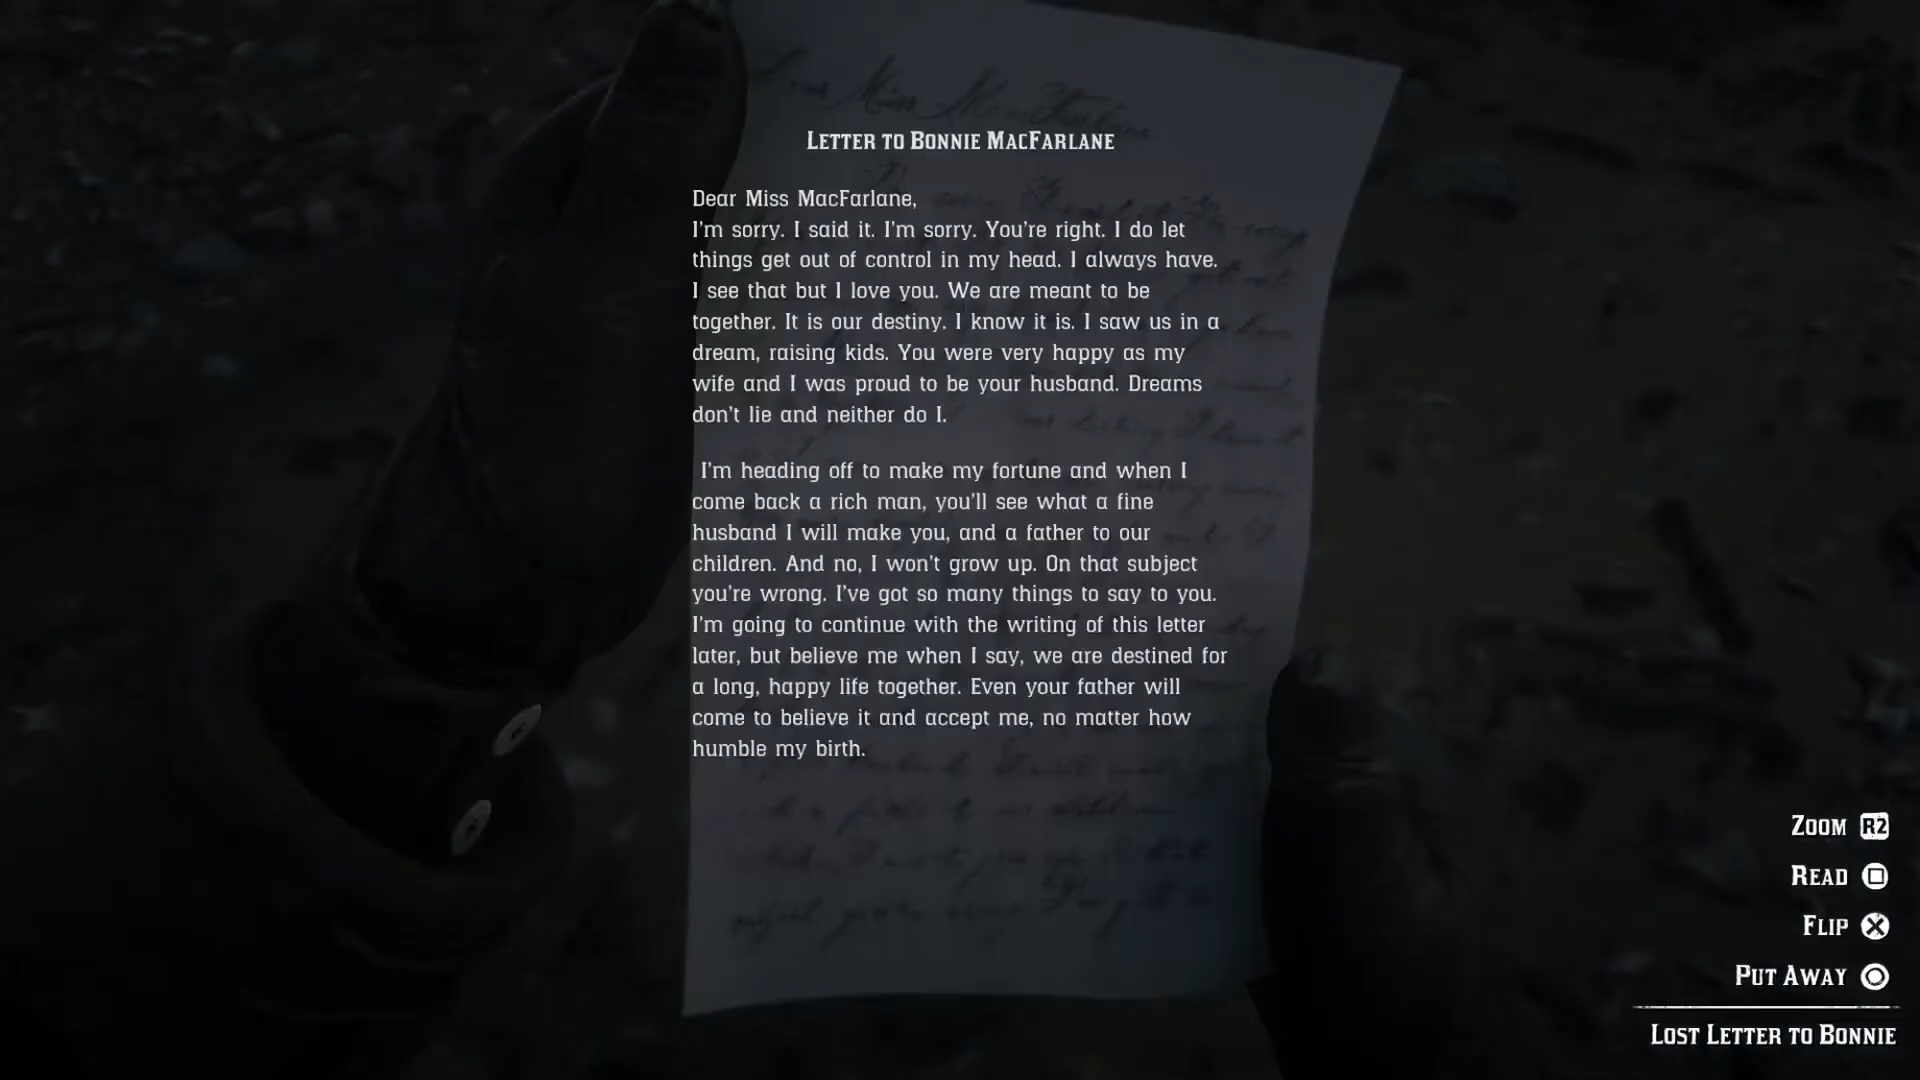 Letter to Bonnie MacFarlane
Dear Miss MacFarlane,
I'm sorry. I said it. I'm sorry. You're right. I do let
things get out of control in my head. I always have.
I see that but I love you. We are meant to be
together. It is our destiny. I know it is. I saw us in a
dream, raising kids. You were very happy as my
wife and I was proud to be your husband. Dreams
don't lie and neither do I.
I'm heading off to make my fortune and when I
come back a rich man, you'll see what a fine
husband I will make you, and a father to our
children. And no, I won't grow up. On that subject
you're wrong. I've got so many things to say to you.
I'm going to continue with the writing of this letter
later, but believe me when I say, we are destined for
a long, happy life together. Even your father will
come to believe it and accept me, no matter how
humble my birth.
Zoom R2
Read
Flip
Put Away
Lost Letter to Bonnie